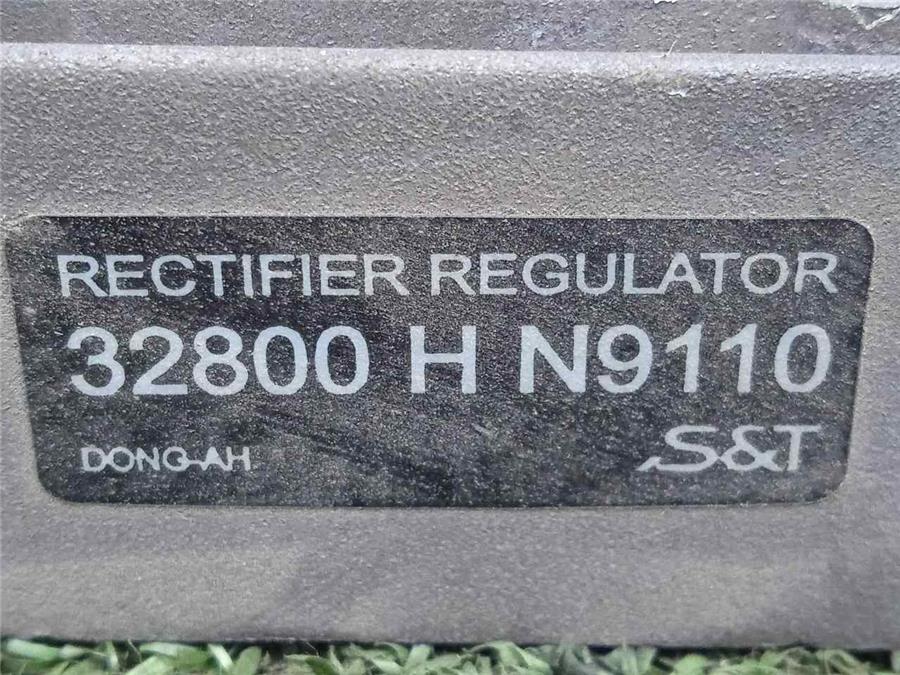 RECTIFIER REGULATOR
32800 H N9110
DONG-AH
S&T